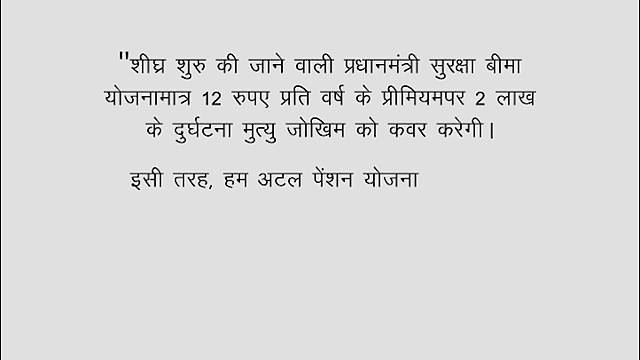 "शीघ्र शुरु की जाने वाली प्रधानमंत्री सुरक्षा बीमा
योजनामात्र 12 रुपए प्रति वर्ष के प्रीमियमपर 2 लाख
के दुर्घटना मुत्यु जोखिम को कवर करेगी।
इसी तरह, हम अटल पेंशन योजना